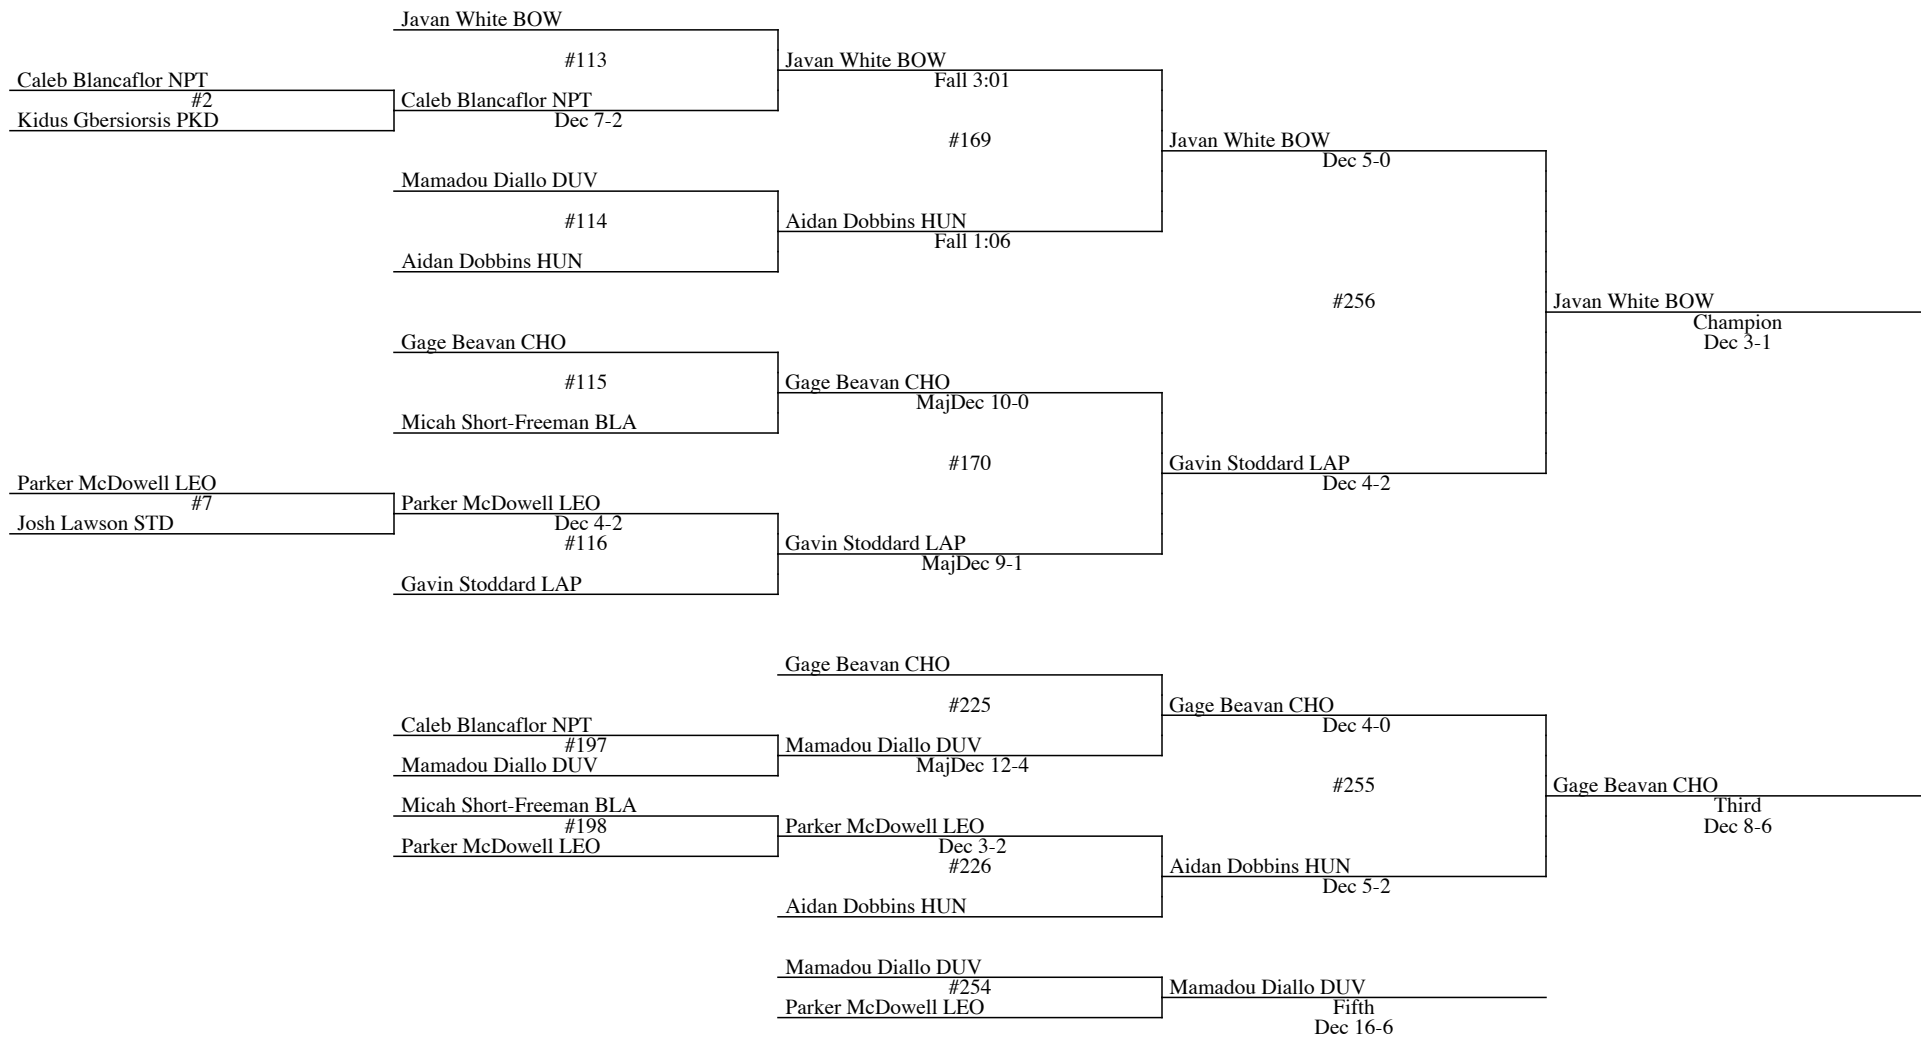 Javan White BOW
#113
Javan White BOW
Caleb Blancaflor NPT
Fall 3:01
#2
Caleb Blancaflor NPT
Kidus Gbersiorsis PKD
Dec 7-2
#169
Javan White BOW
Dec 5-0
Mamadou Diallo DUV
#114
Aidan Dobbins HUN
Fall 1:06
Aidan Dobbins HUN
#256
Javan White BOW
Champion
Dec 3-1
Gage Beavan CHO
#115
Gage Beavan CHO
MajDec 10-0
Micah Short-Freeman BLA
#170
Gavin Stoddard LAP
Dec 4-2
Parker McDowell LEO
#7
Parker McDowell LEO
Josh Lawson STD
Dec 4-2
#116
Gavin Stoddard LAP
MajDec 9-1
Gavin Stoddard LAP
Gage Beavan CHO
#225
Gage Beavan CHO
Dec 4-0
Caleb Blancaflor NPT
#197
Mamadou Diallo DUV
Mamadou Diallo DUV
MajDec 12-4
#255
Gage Beavan CHO
Third
Dec 8-6
Micah Short-Freeman BLA
#198
Parker McDowell LEO
Parker McDowell LEO
Dec 3-2
#226
Aidan Dobbins HUN
Dec 5-2
Aidan Dobbins HUN
Mamadou Diallo DUV
#254
Mamadou Diallo DUV
Parker McDowell LEO
Fifth
Dec 16-6